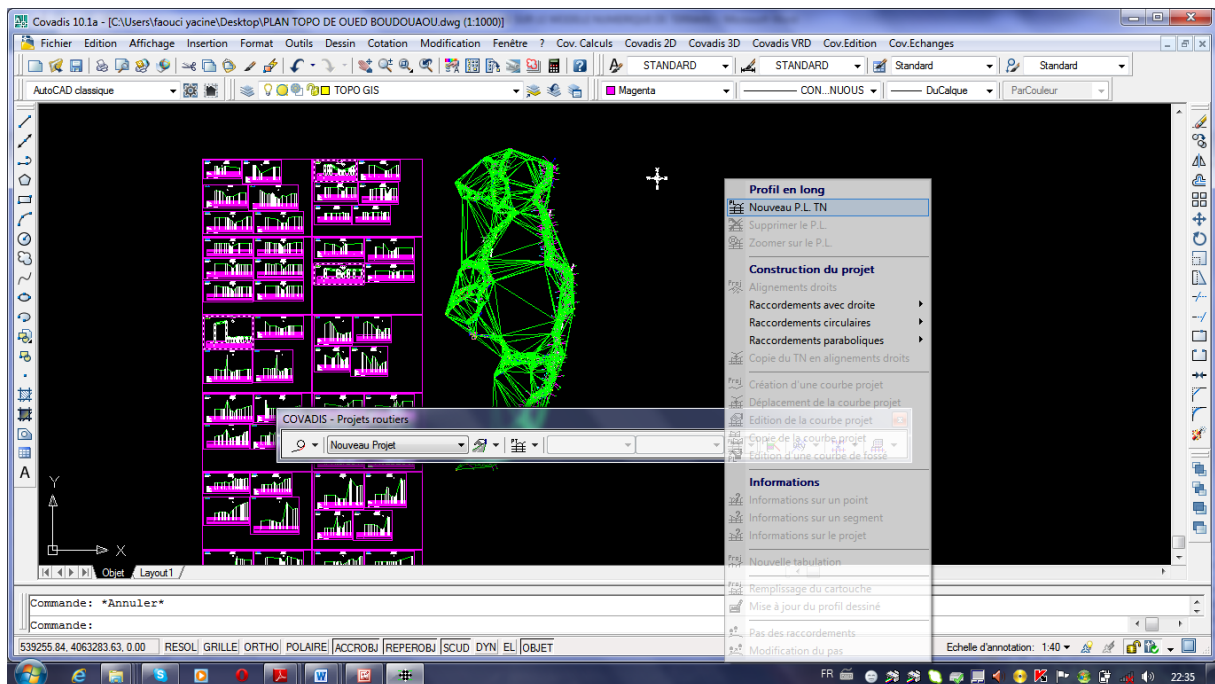 Covadis 10.1a - [C:\Users\faouci yacine\Desktop\PLAN TOPO DE OUED BOUDOUAOU.dwg (1:1000)]
Fichier Edition Affichage Insertion Format Outils Dessin Cotation Modification Fenêtre ? Cov. Calculs Covadis 2D Covadis 3D Covadis VRD Cov.Edition Cov.Echanges
STANDARD STANDARD Standard Standard
AutoCAD classique TOPO GIS Magenta CON...NUOUS DuCalque ParCouleur
Profil en long
Nouveau P.L. TN
Supprimer le P.L.
Zoomer sur le P.L.
Construction du projet
Alignements droits
Raccordements avec droite
Raccordements circulaires
Raccordements paraboliques
Copie du TN en alignements droits
Création d'une courbe projet
Déplacement de la courbe projet
Edition de la courbe projet
Copie de la courbe projet
Edition d'une courbe de fossé
Informations
Informations sur un point
Informations sur un segment
Informations sur le projet
Nouvelle tabulation
Remplissage du cartouche
Mise à jour du profil dessiné
Pas des raccordements
Modification du pas
COVADIS - Projets routiers
Nouveau Projet
A
Y
X
Objet Layout1
Commande: *Annuler*
Commande:
539255.84, 4063283.63, 0.00 RESOL GRILLE ORTHO POLAIRE ACCROBJ REPEROBJ SCUD DYN EL OBJET Echelle d'annotation: 1:40
FR 22:35